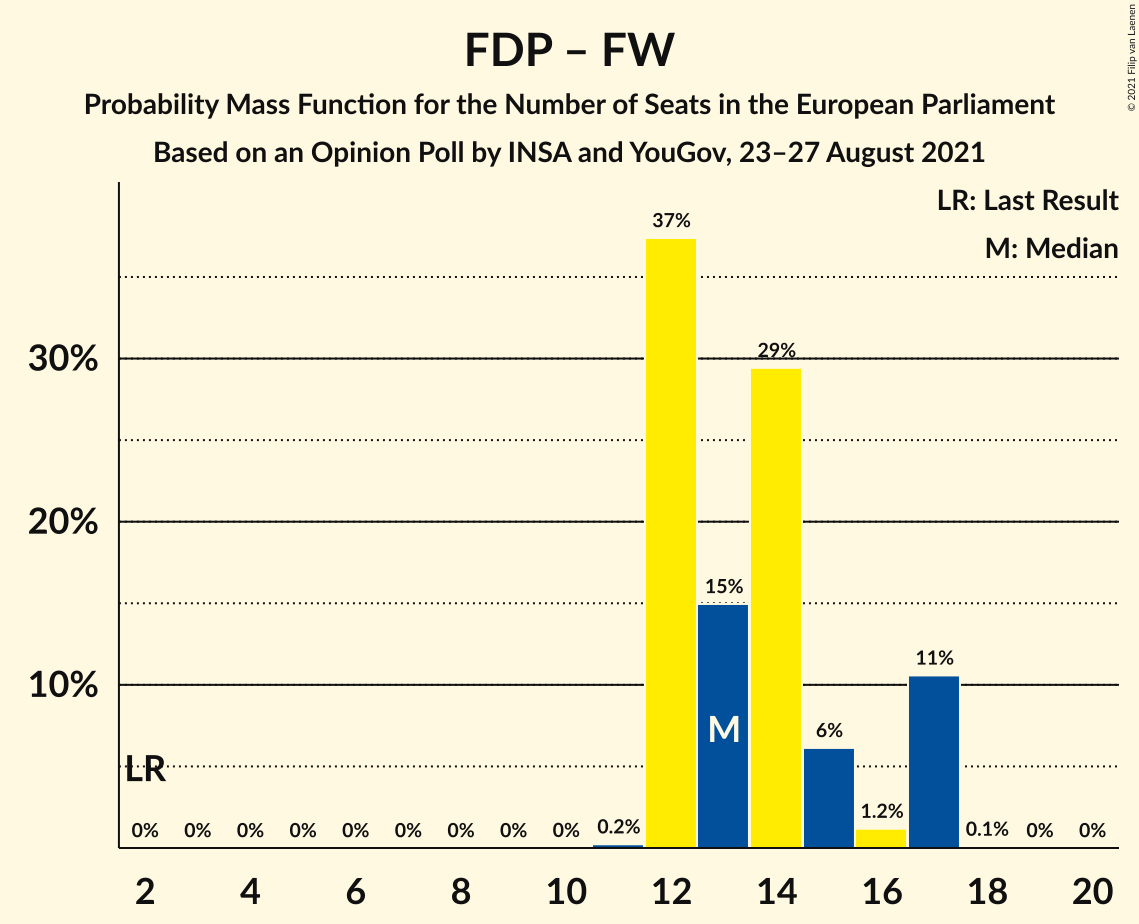 © 2021 Filip van Laenen
FDP – FW
Probability Mass Function for the Number of Seats in the European Parliament
Based on an Opinion Poll by INSA and YouGov, 23–27 August 2021
LR: Last Result
M: Median
37%
30%
29%
20%
15%
11%
10%
M
6%
LR
0% 0% 0% 0% 0% 0% 0% 0% 0% 0.2% 1.2% 0.1% 0% 0%
2 4 6 8 10 12 14 16 18 20